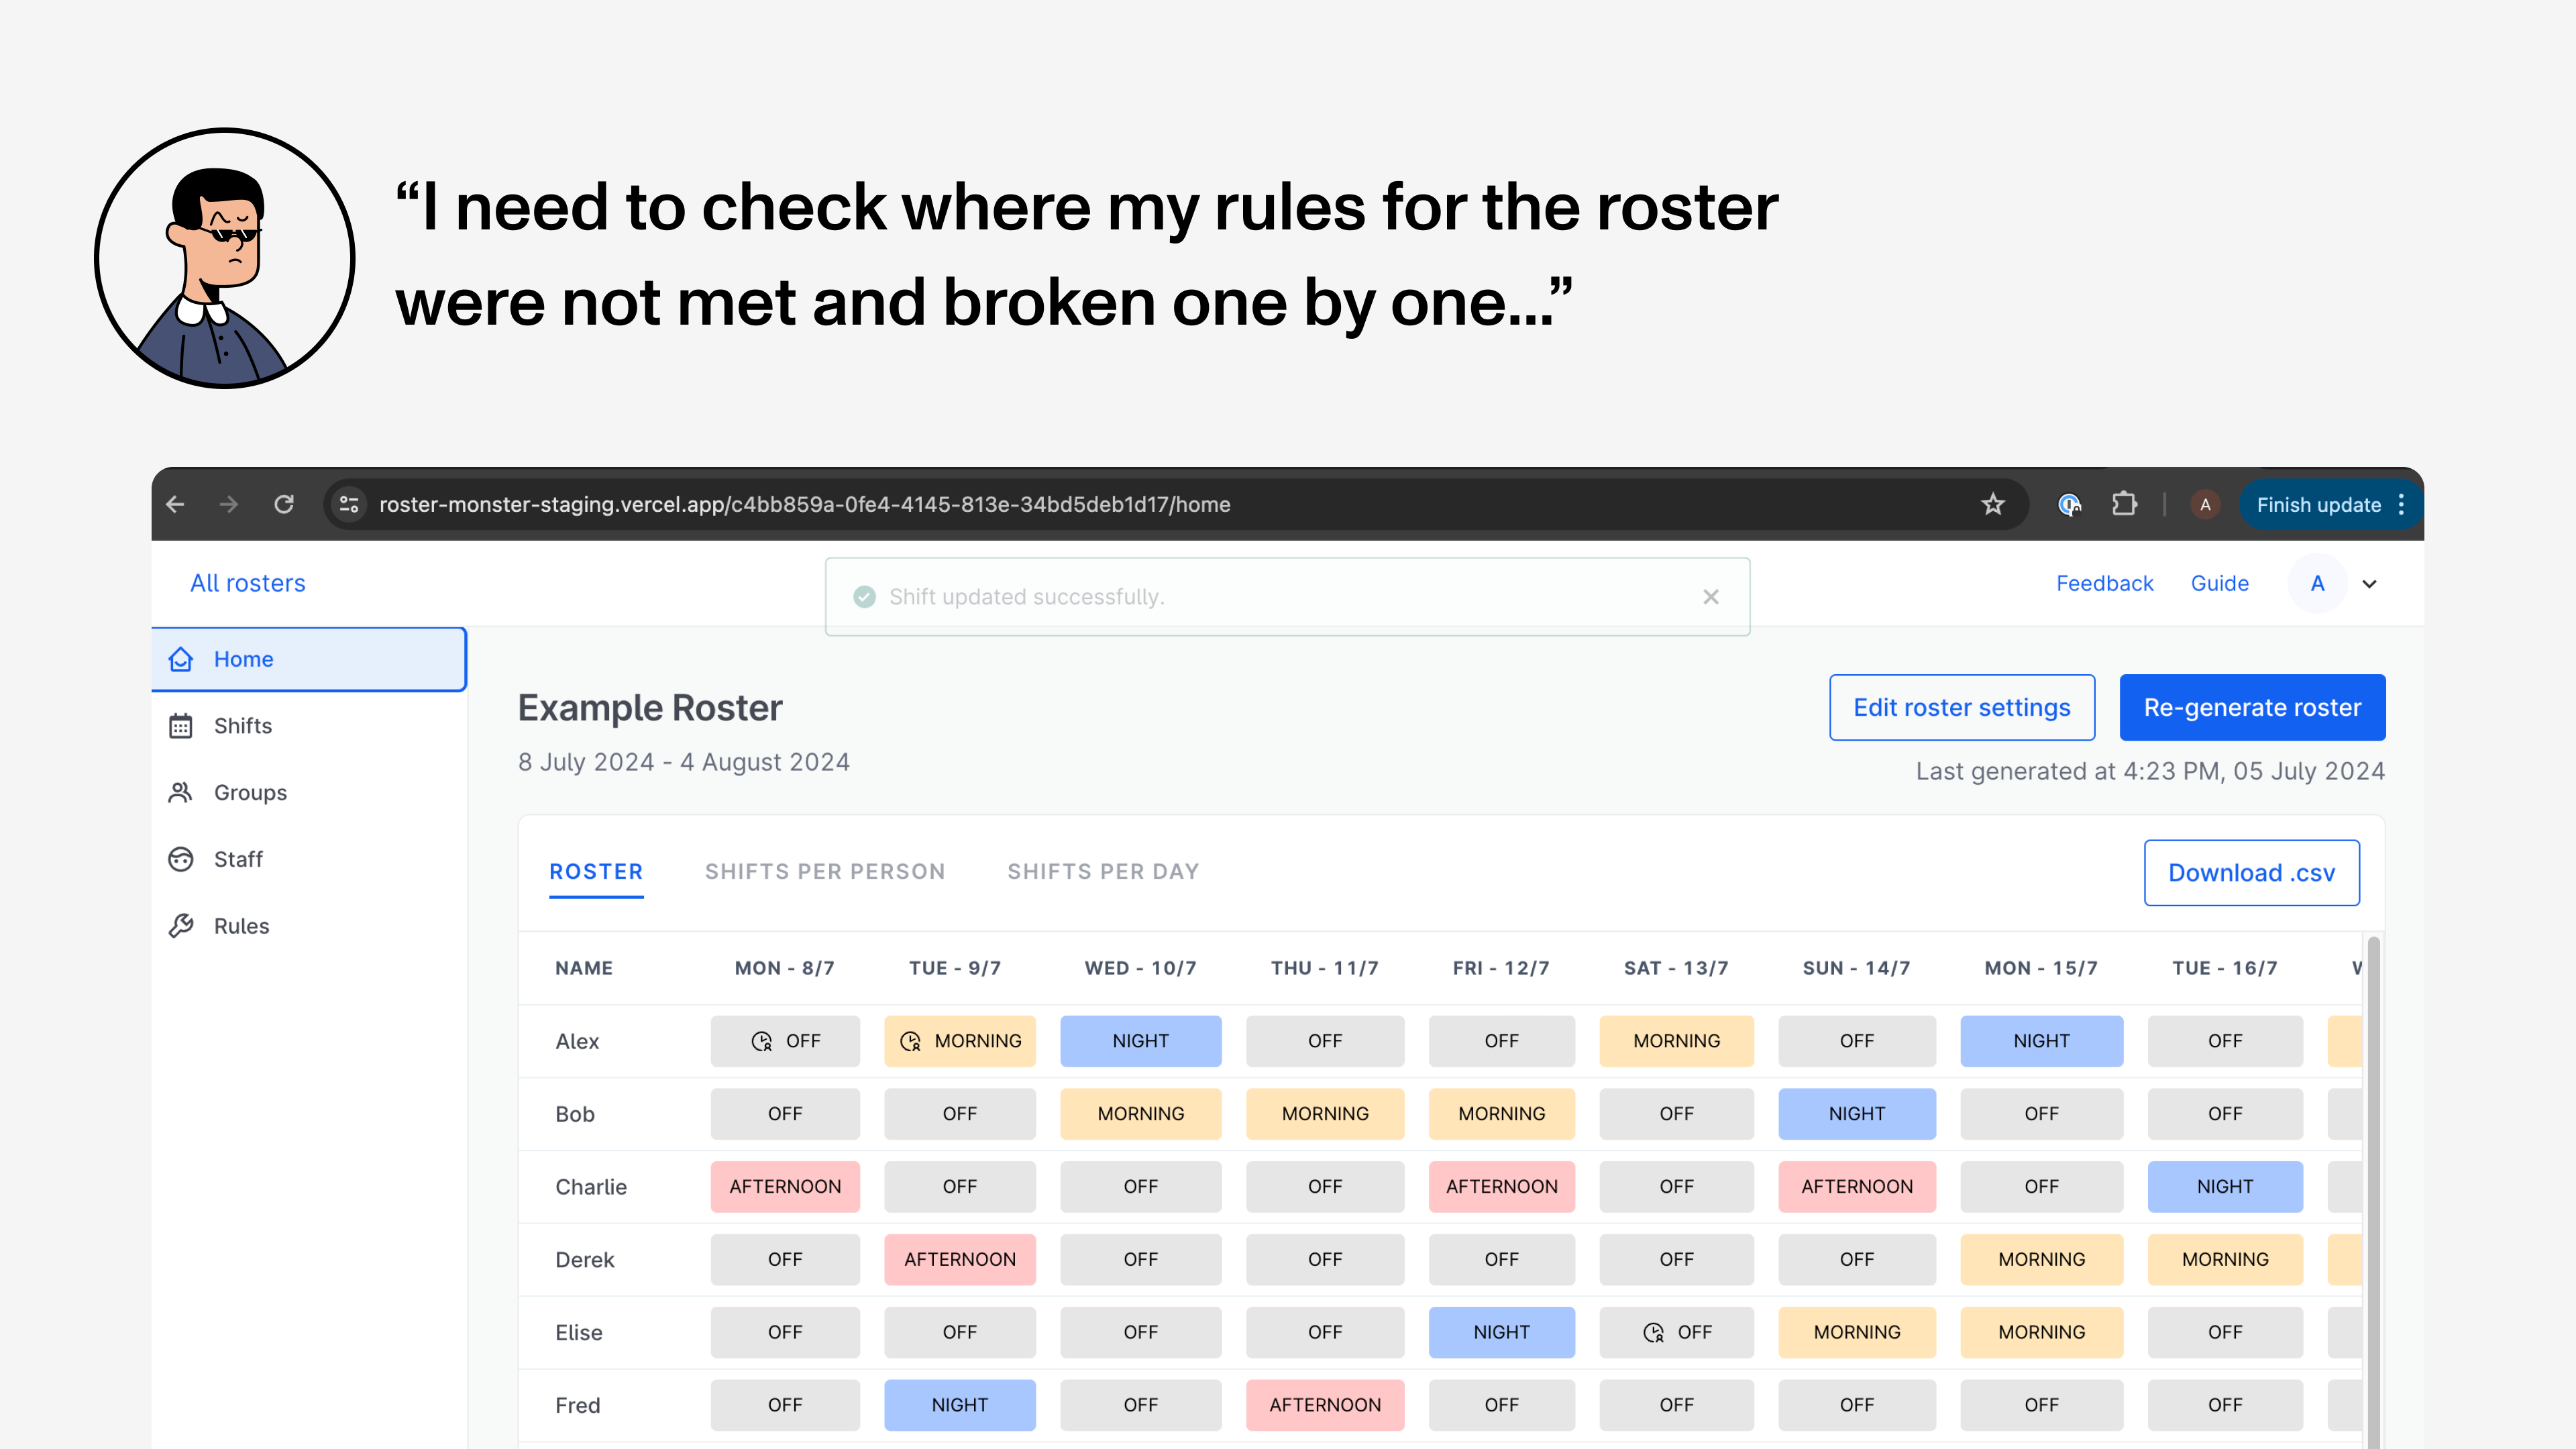 “I need to check where my rules for the roster
were not met and broken one by one...”
roster-monster-staging.vercel.app/c4bb859a-0fe4-4145-813e-34bd5deb1d17/home
A
Finish update
All rosters
Shift updated successfully.
Feedback
Guide
A
Home
Shifts
Groups
Staff
Rules
Example Roster
8 July 2024 - 4 August 2024
Edit roster settings
Re-generate roster
Last generated at 4:23 PM, 05 July 2024
ROSTER SHIFTS PER PERSON SHIFTS PER DAY
Download .csv
NAME MON - 8/7 TUE - 9/7 WED - 10/7 THU - 11/7 FRI - 12/7 SAT - 13/7 SUN - 14/7 MON - 15/7 TUE - 16/7
Alex OFF MORNING NIGHT OFF OFF MORNING OFF NIGHT OFF
Bob OFF OFF MORNING MORNING MORNING OFF NIGHT OFF OFF
Charlie AFTERNOON OFF OFF OFF AFTERNOON OFF AFTERNOON OFF NIGHT
Derek OFF AFTERNOON OFF OFF OFF OFF OFF MORNING MORNING
Elise OFF OFF OFF OFF NIGHT OFF MORNING MORNING OFF
Fred OFF NIGHT OFF AFTERNOON OFF OFF OFF OFF OFF